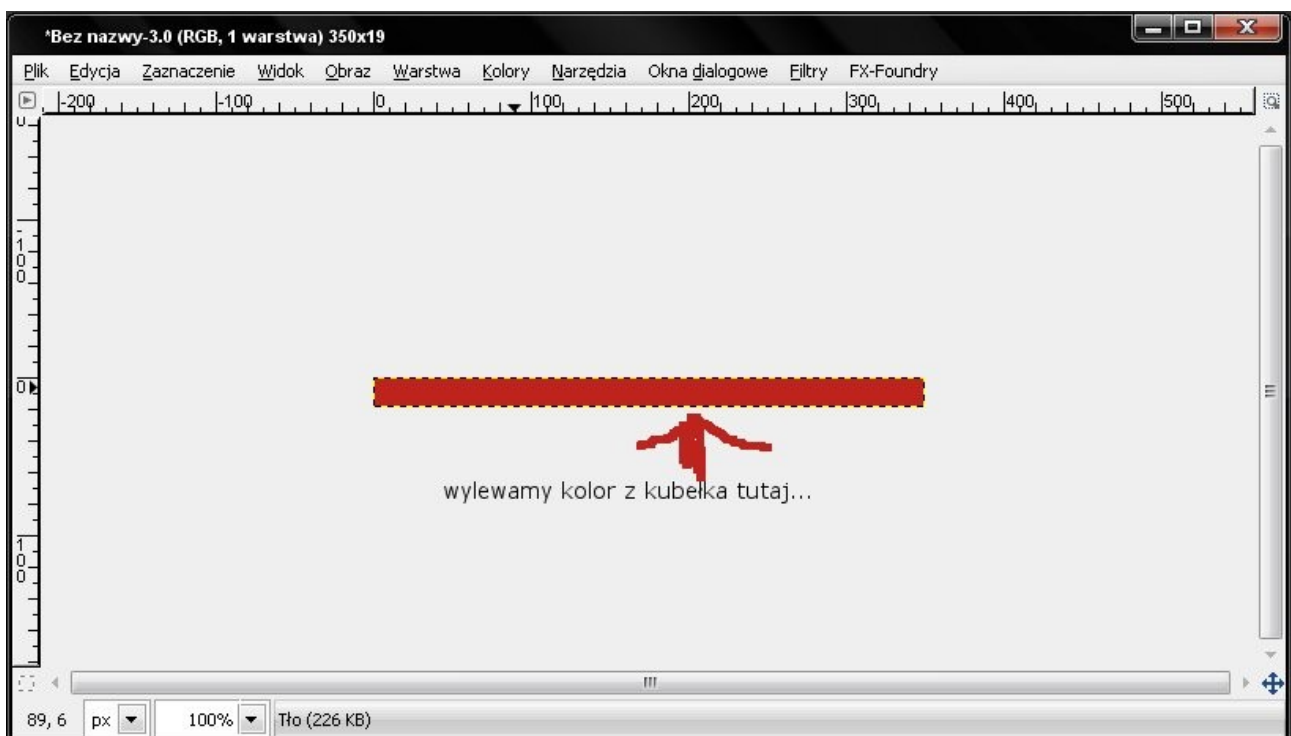 *Bez nazwy-3.0 (RGB, 1 warstwa) 350x19
Plik Edycja Zaznaczenie Widok Obraz Warstwa Kolory Narzędzia Okna dialogowe Filtry FX-Foundry
-200 -100 0 100 200 300 400 500
0
-100
0
100
wylewamy kolor z kubełka tutaj...
89, 6 px 100% Tło (226 KB)